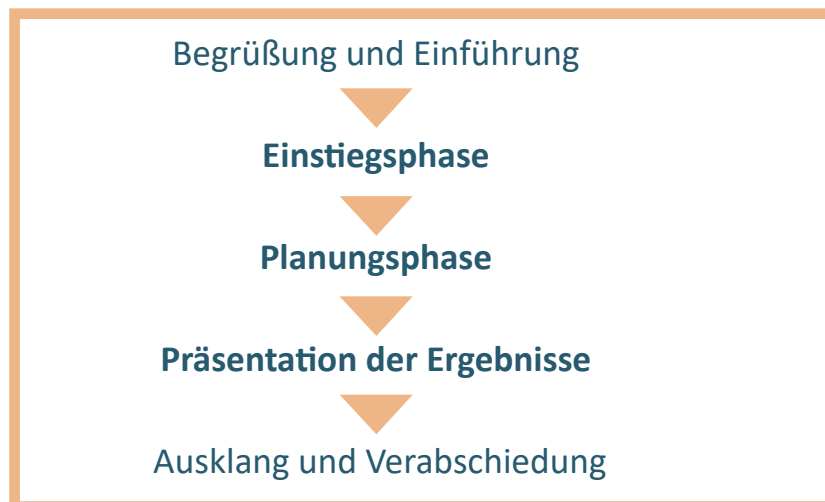 Begrüßung und Einführung
Einstiegsphase
Planungsphase
Präsentation der Ergebnisse
Ausklang und Verabschiedung